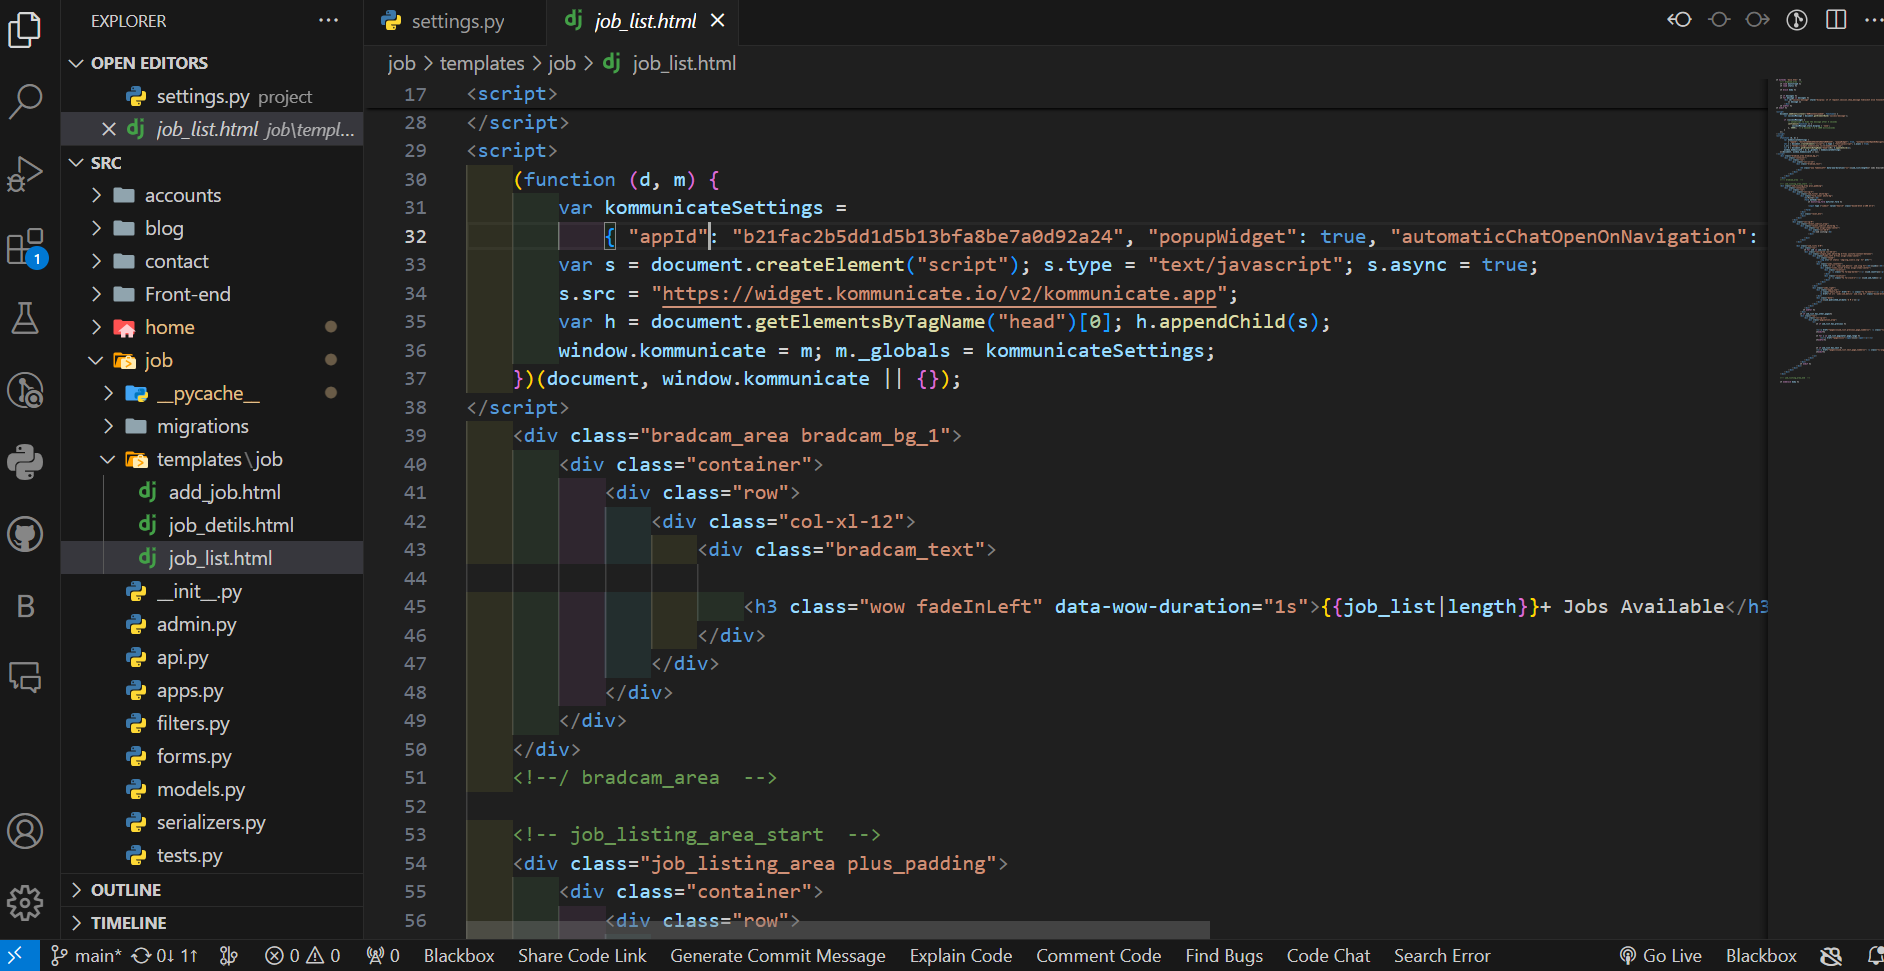 EXPLORER
OPEN EDITORS
settings.py project
job_list.html job\templ...
SRC
accounts
blog
contact
Front-end
home
job
__pycache__
migrations
templates\job
add_job.html
job_detils.html
job_list.html
__init__.py
admin.py
api.py
apps.py
filters.py
forms.py
models.py
serializers.py
tests.py
OUTLINE
TIMELINE
1
B
settings.py
job_list.html
job > templates > job > job_list.html
17 <script>
28 </script>
29 <script>
30 (function (d, m) {
31 var kommunicateSettings =
32 { "appId": "b21fac2b5dd1d5b13bfa8be7a0d92a24", "popupWidget": true, "automaticChatOpenOnNavigation":
33 var s = document.createElement("script"); s.type = "text/javascript"; s.async = true;
34 s.src = "https://widget.kommunicate.io/v2/kommunicate.app";
35 var h = document.getElementsByTagName("head")[0]; h.appendChild(s);
36 window.kommunicate = m; m._globals = kommunicateSettings;
37 })(document, window.kommunicate || {});
38 </script>
39 <div class="bradcam_area bradcam_bg_1">
40 <div class="container">
41 <div class="row">
42 <div class="col-xl-12">
43 <div class="bradcam_text">
44
45 <h3 class="wow fadeInLeft" data-wow-duration="1s">{{job_list|length}}+ Jobs Available</h3
46 </div>
47 </div>
48 </div>
49 </div>
50 </div>
51 <!--/ bradcam_area  -->
52
53 <!-- job_listing_area_start  -->
54 <div class="job_listing_area plus_padding">
55 <div class="container">
56 <div class="row">
main* 0↓ 1↑ 0 0 0 Blackbox Share Code Link Generate Commit Message Explain Code Comment Code Find Bugs Code Chat Search Error Go Live Blackbox